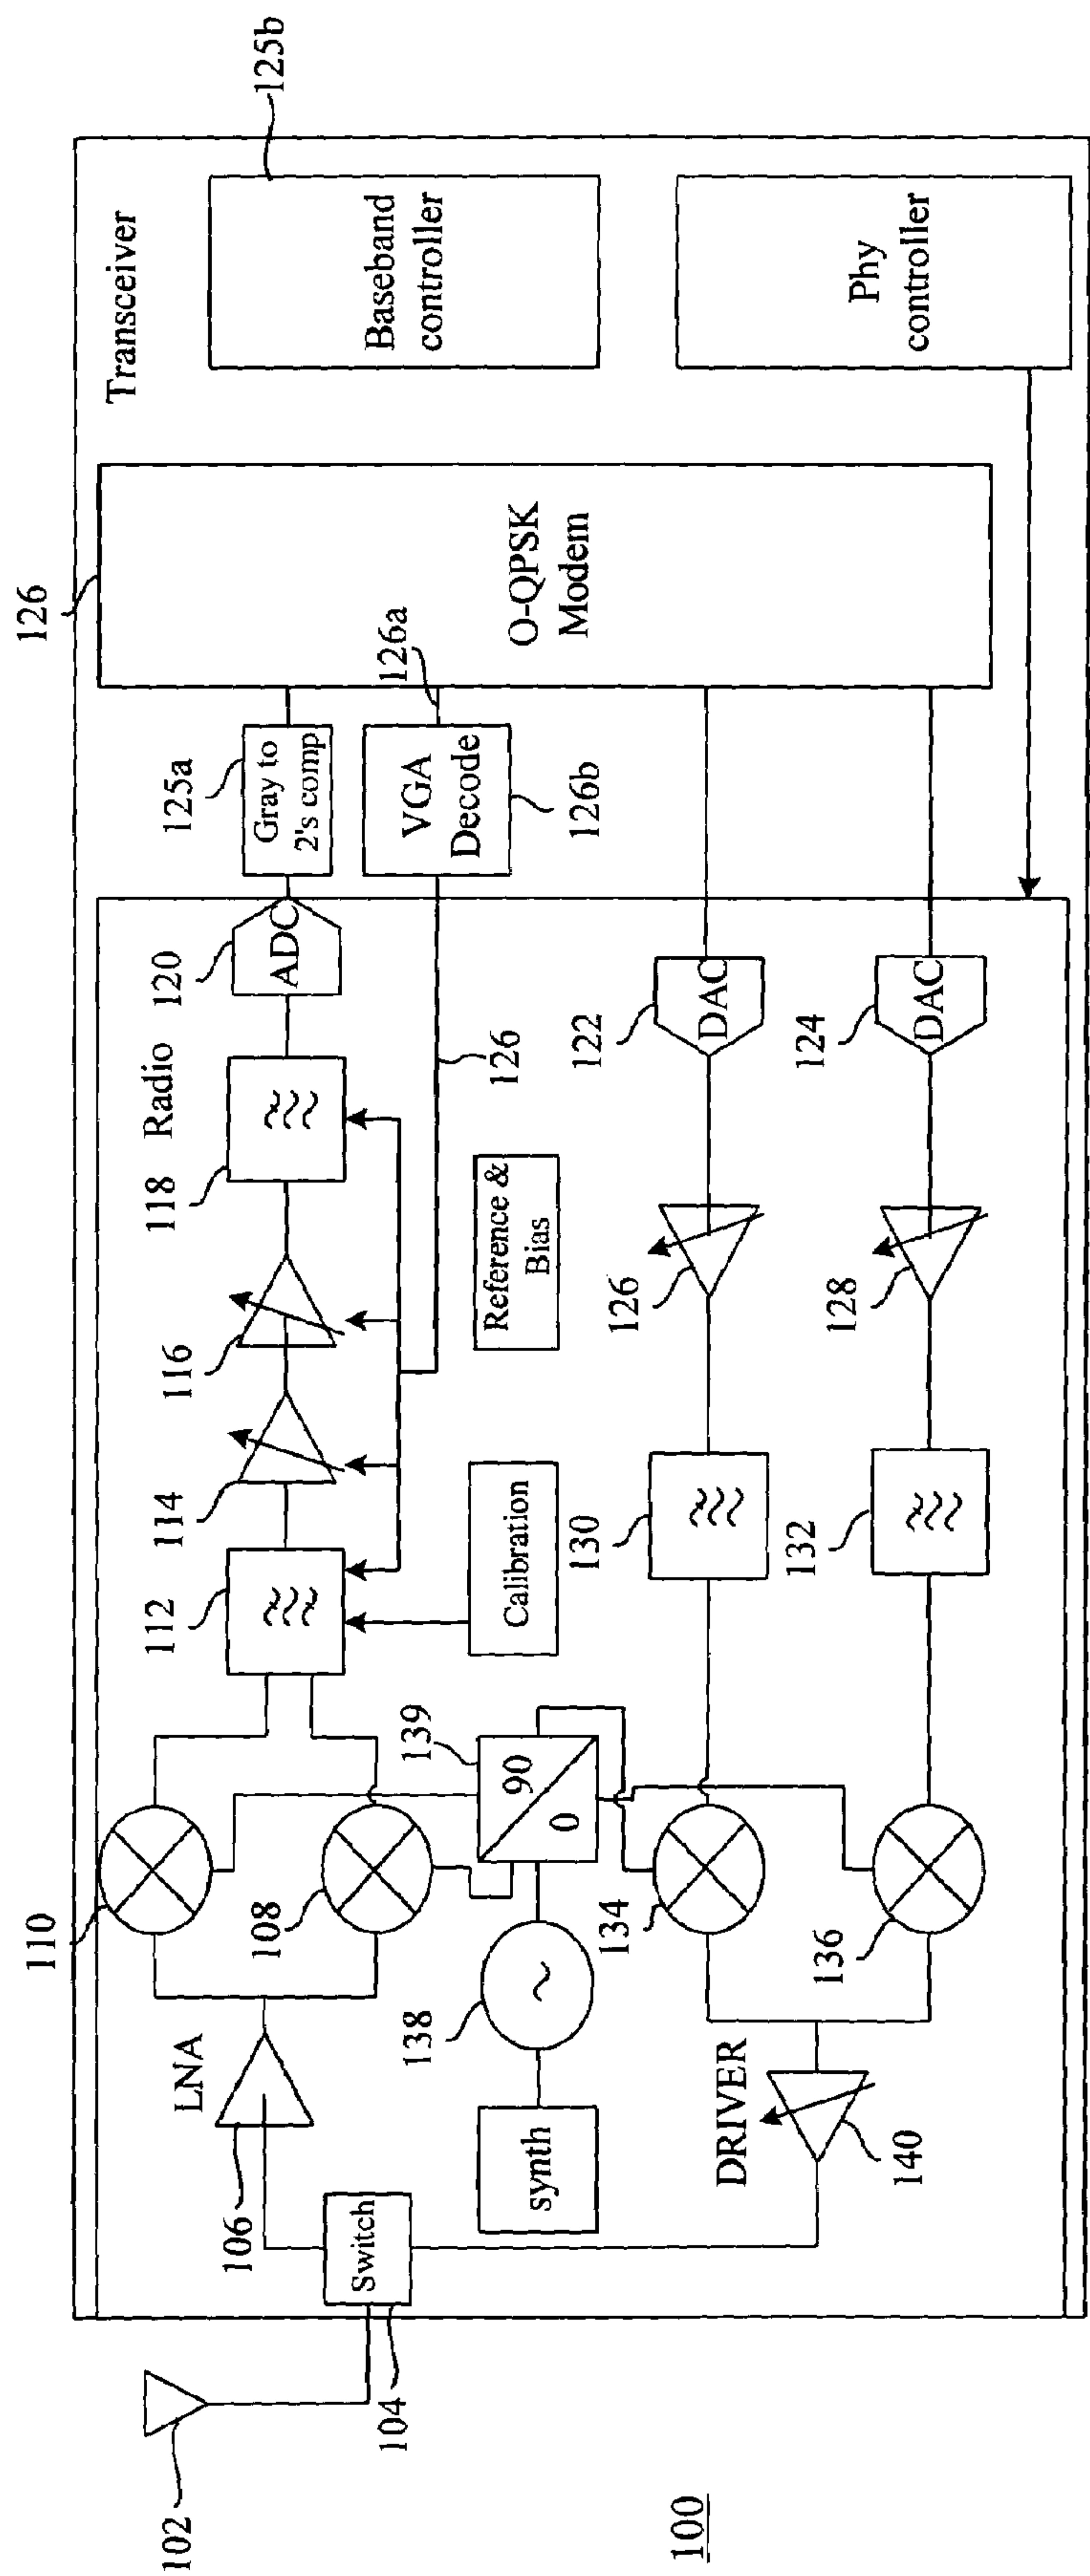 126
125b
Transceiver
Baseband
controller
Phy
controller
O-QPSK
Modem
125a
Gray to
2's comp
126a
VGA
Decode
126b
120
ADC
Radio
118
126
122
DAC
124
DAC
116
Reference &
Bias
126
128
114
112
Calibration
130
132
110
108
139
90
0
134
136
LNA
138
106
synth
DRIVER
140
Switch
104
102
100